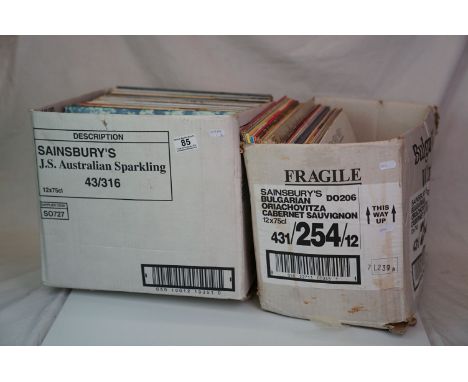 DESCRIPTION
SAINSBURY'S
J.S. Australian Sparkling
43/316
12x75cl
SO727
85
FRAGILE
SAINSBURY'S DO206
BULGARIAN
ORIACHOVITZA
CABERNET SAUVIGNON
12x75cl
431/254/12
THIS
WAY
UP